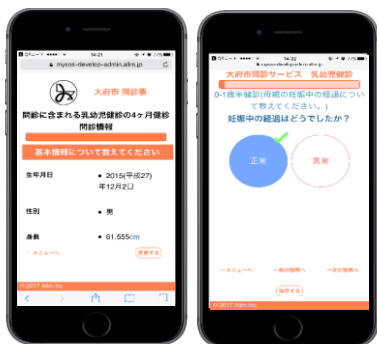 14:21
mycos-develop-admin.allm.jp
大府市 問診票
問診に含まれる乳幼児健診の4ヶ月健診
問診情報
基本情報について教えてください
生年月日
• 2015(平成27)
年12月2日
性別
• 男
身長
• 61.555cm
←メニューへ
変更する
© 2017 Allm Inc.
14:22
大府市問診サービス 乳幼児健診
0-1歳半健診(母親の妊娠中の経過につい
て教えてください。)
妊娠中の経過はどうでしたか?
正常
異常
←メニューへ
←前の質問へ
→次の質問へ
保存する
© 2017 Allm Inc.